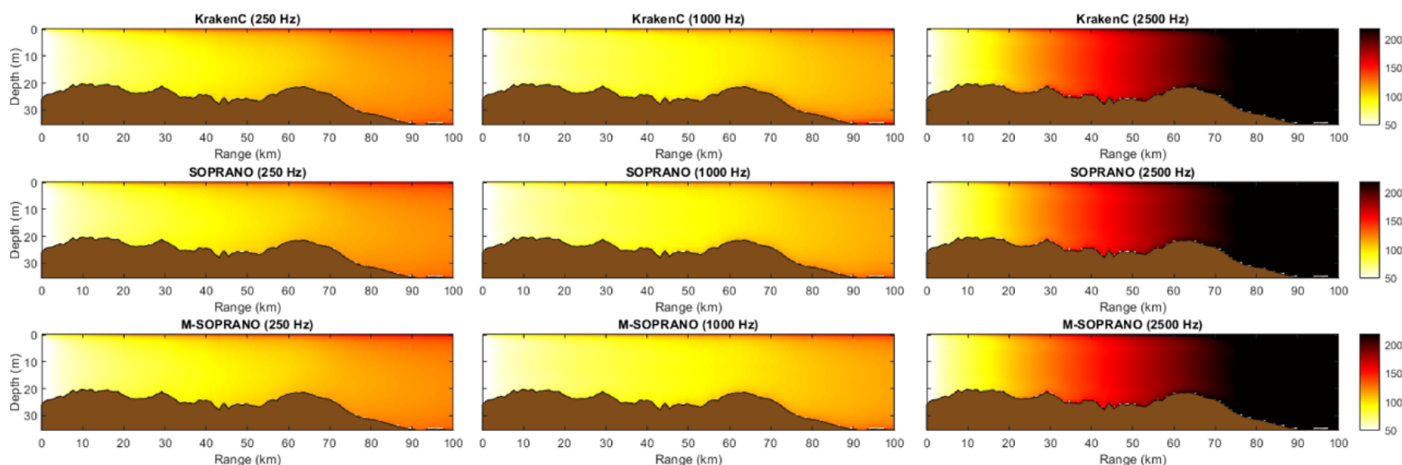 KrakenC (250 Hz) KrakenC (1000 Hz) KrakenC (2500 Hz)
0 200
10 Depth (m) 150
20 100
30 50
0 10 20 30 40 50 60 70 80 90 100 0 10 20 30 40 50 60 70 80 90 100 0 10 20 30 40 50 60 70 80 90 100
Range (km) Range (km) Range (km)
SOPRANO (250 Hz) SOPRANO (1000 Hz) SOPRANO (2500 Hz)
0 200
10 Depth (m) 150
20 100
30 50
0 10 20 30 40 50 60 70 80 90 100 0 10 20 30 40 50 60 70 80 90 100 0 10 20 30 40 50 60 70 80 90 100
Range (km) Range (km) Range (km)
M-SOPRANO (250 Hz) M-SOPRANO (1000 Hz) M-SOPRANO (2500 Hz)
0 200
10 Depth (m) 150
20 100
30 50
0 10 20 30 40 50 60 70 80 90 100 0 10 20 30 40 50 60 70 80 90 100 0 10 20 30 40 50 60 70 80 90 100
Range (km) Range (km) Range (km)